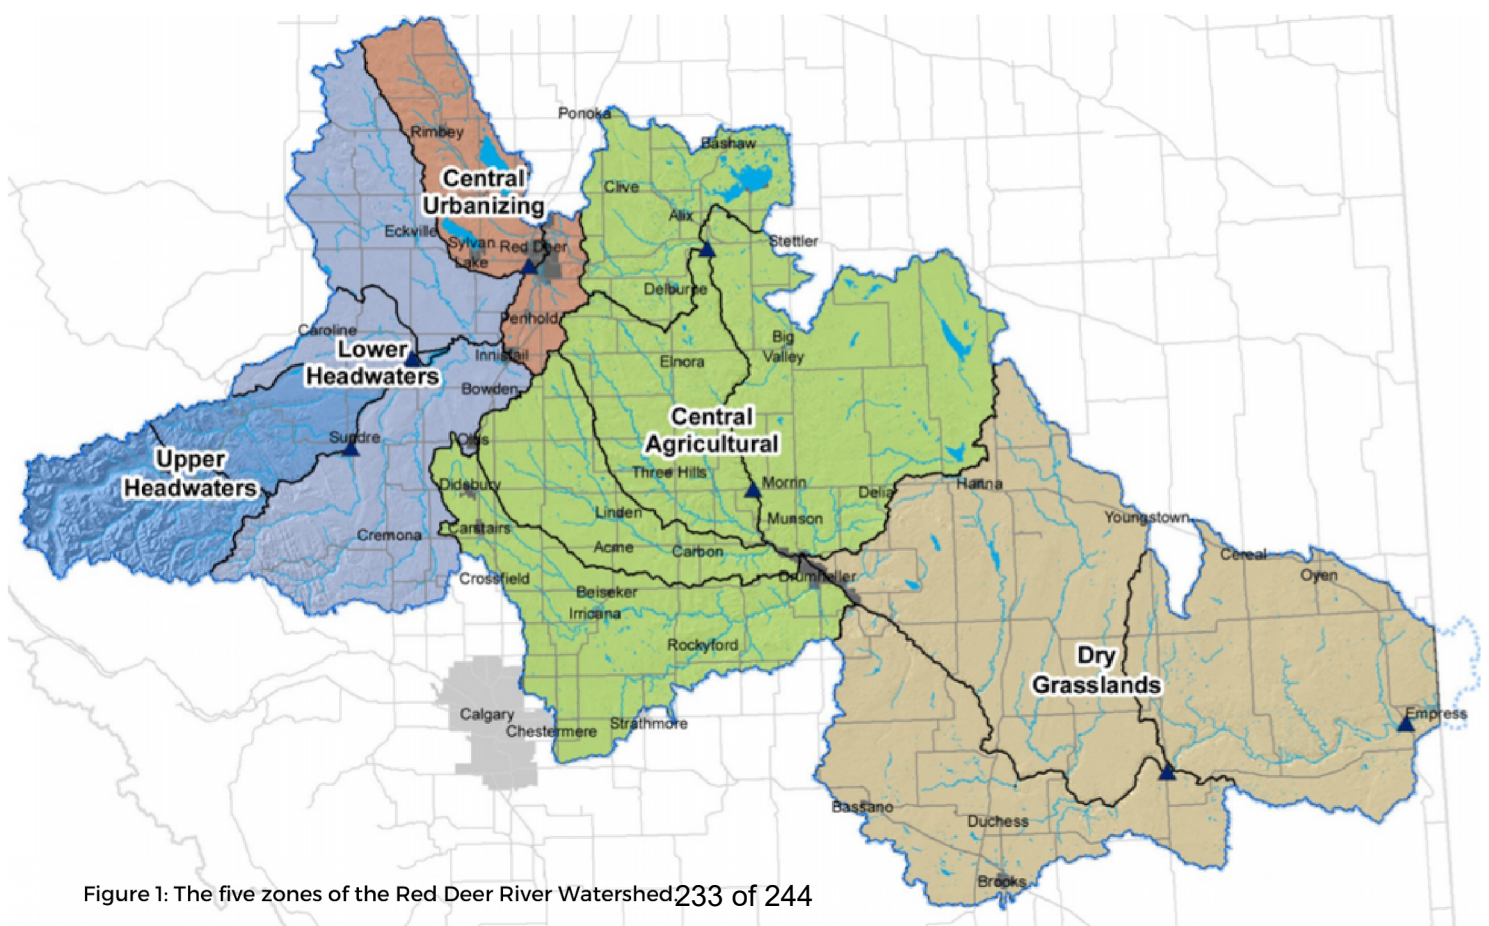 Ponoka
Rimbey
Bashaw
Central
Urbanizing
Clive
Alix
Eckville
Sylvan
Lake
Red Deer
Stettler
Delburne
Penhold
Caroline
Lower
Headwaters
Innisfail
Big
Valley
Elnora
Bowden
Central
Agricultural
Sundre
Olds
Upper
Headwaters
Three Hills
Didsbury
Morrin
Delia
Hanna
Linden
Munson
Youngstown
Carstairs
Cremona
Acme
Carbon
Cereal
Crossfield
Drumheller
Oyen
Beiseker
Irricana
Rockyford
Dry
Grasslands
Calgary
Chestermere
Strathmore
Empress
Bassano
Duchess
Brooks
Figure 1: The five zones of the Red Deer River Watershed.
233 of 244